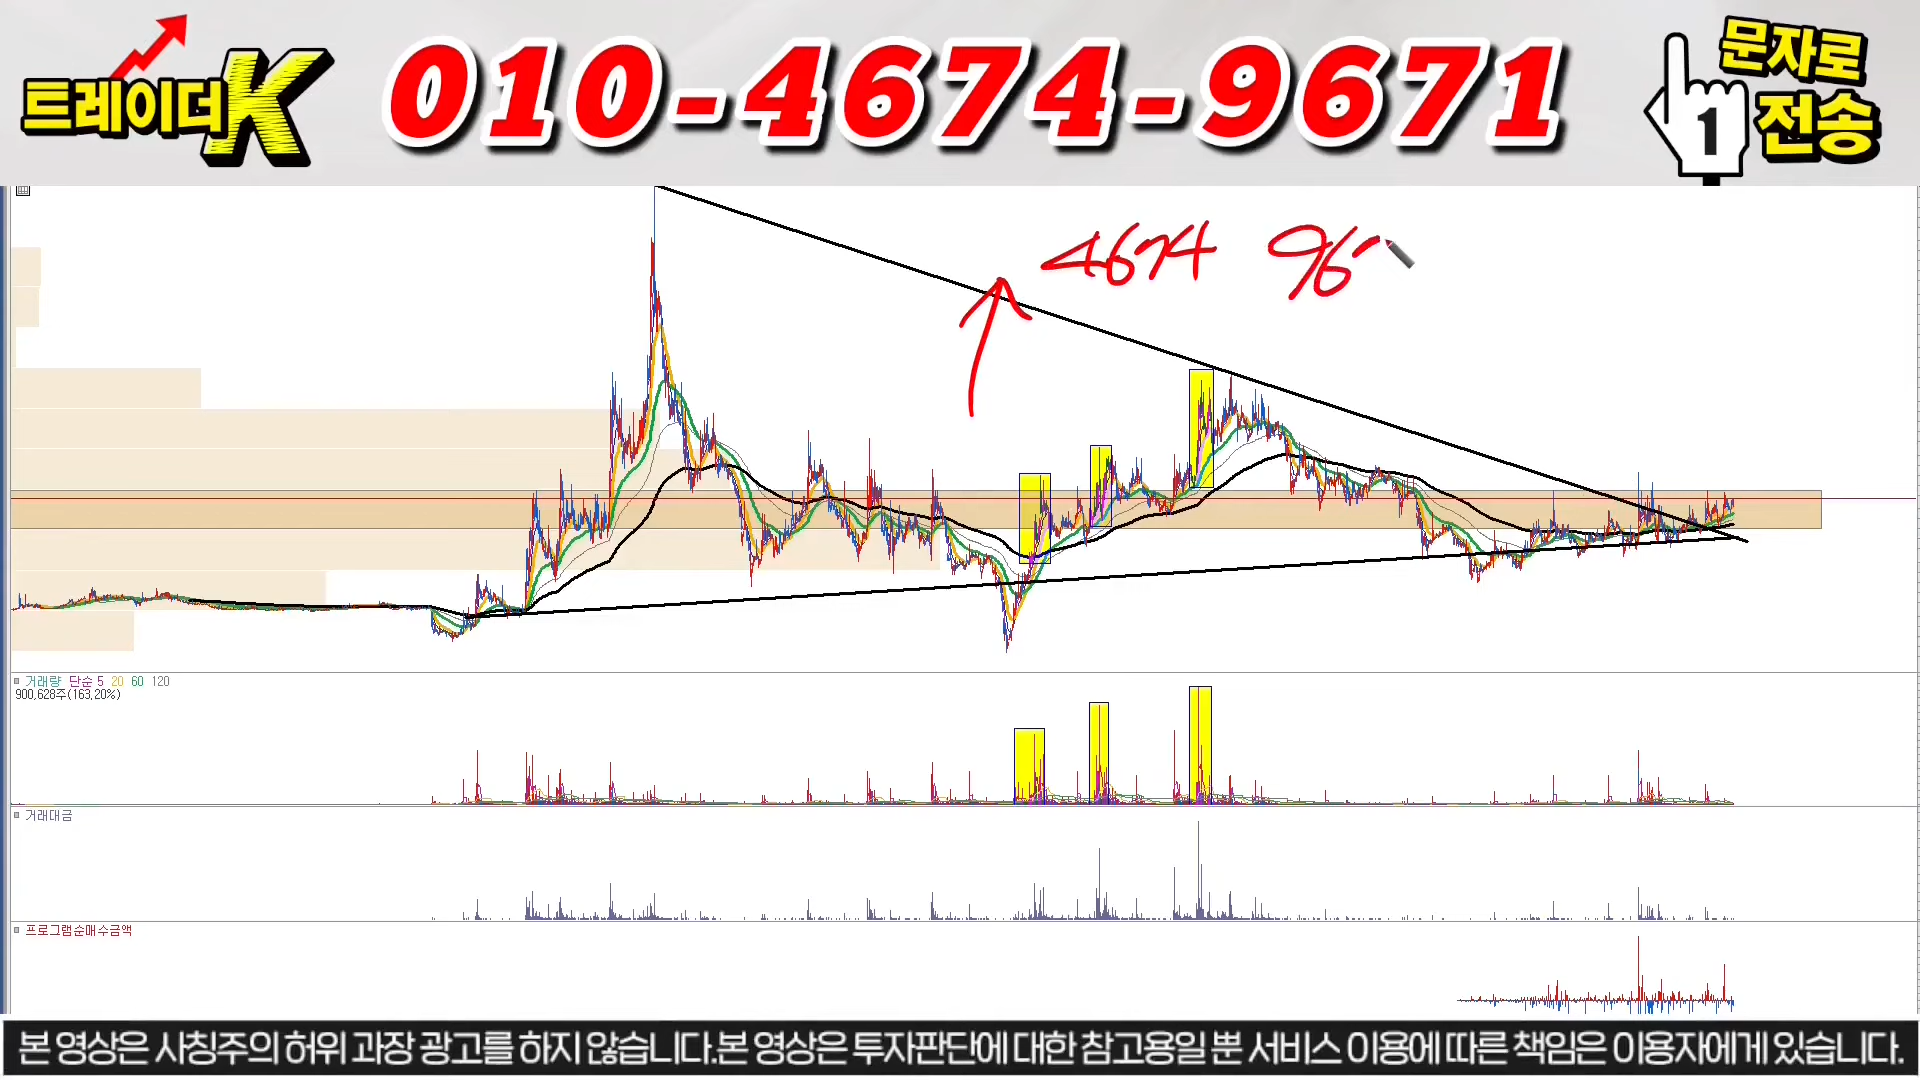 트레이더K 010-4674-9671 문자로
1 전송
4674 967
거래량 단순 5 20 60 120
900,628주(163,20%)
거래대금
프로그램순매수금액
본 영상은 사칭주의 허위 과장 광고를 하지 않습니다.본 영상은 투자판단에 대한 참고용일 뿐 서비스 이용에 따른 책임은 이용자에게 있습니다.